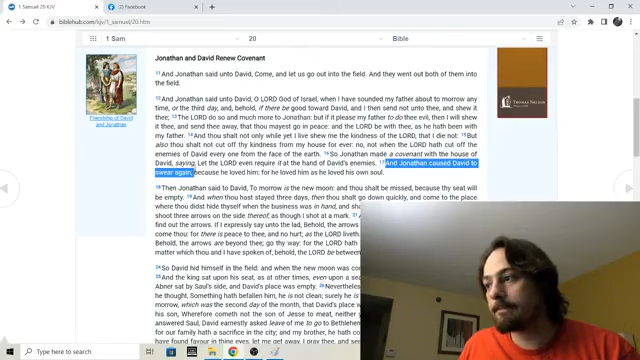 1 Samuel 20 KJV
(2) Facebook
biblehub.com/kjv/1_samuel/20.htm
1 Sam
20
Bible
Jonathan and David Renew Covenant
11 And Jonathan said unto David, Come, and let us go out into the field. And they went out both of them into
the field.
12 And Jonathan said unto David, O LORD God of Israel, when I have sounded my father about to morrow any
time, or the third day, and, behold, if there be good toward David, and I then send not unto thee, and shew it
thee; 13 The LORD do so and much more to Jonathan: but if it please my father to do thee evil, then I will shew
it thee, and send thee away, that thou mayest go in peace: and the LORD be with thee, as he hath been with
my father. 14 And thou shalt not only while yet I live shew me the kindness of the LORD, that I die not: 15 But
also thou shalt not cut off thy kindness from my house for ever: no, not when the LORD hath cut off the
enemies of David every one from the face of the earth. 16 So Jonathan made a covenant with the house of
David, saying, Let the LORD even require it at the hand of David's enemies. 17 And Jonathan caused David to
swear again, because he loved him: for he loved him as he loved his own soul.
Friendship of David
and Jonathan
THOMAS NELSON
18 Then Jonathan said to David, To morrow is the new moon: and thou shalt be missed, because thy seat will
be empty. 19 And when thou hast stayed three days, then thou shalt go down quickly, and come to the place
where thou didst hide thyself when the business was in hand, and sha
shoot three arrows on the side thereof, as though I shot at a mark. 21
find out the arrows. If I expressly say unto the lad, Behold, the arrows
come thou: for there is peace to thee, and no hurt; as the LORD liveth.
Behold, the arrows are beyond thee; go thy way: for the LORD hath
matter which thou and I have spoken of, behold, the LORD be between
24 So David hid himself in the field: and when the new moon was con
25 And the king sat upon his seat, as at other times, even upon a sea
Abner sat by Saul's side, and David's place was empty. 26 Nevertheless
he thought, Something hath befallen him, he is not clean; surely he is
morrow, which was the second day of the month, that David's place w
his son, Wherefore cometh not the son of Jesse to meat, neither y
answered Saul, David earnestly asked leave of me to go to Bethlehem
for our family hath a sacrifice in the city; and my brother, he hath co
have found favour in thine eyes, let me get away, I pray thee, and se
Type here to search